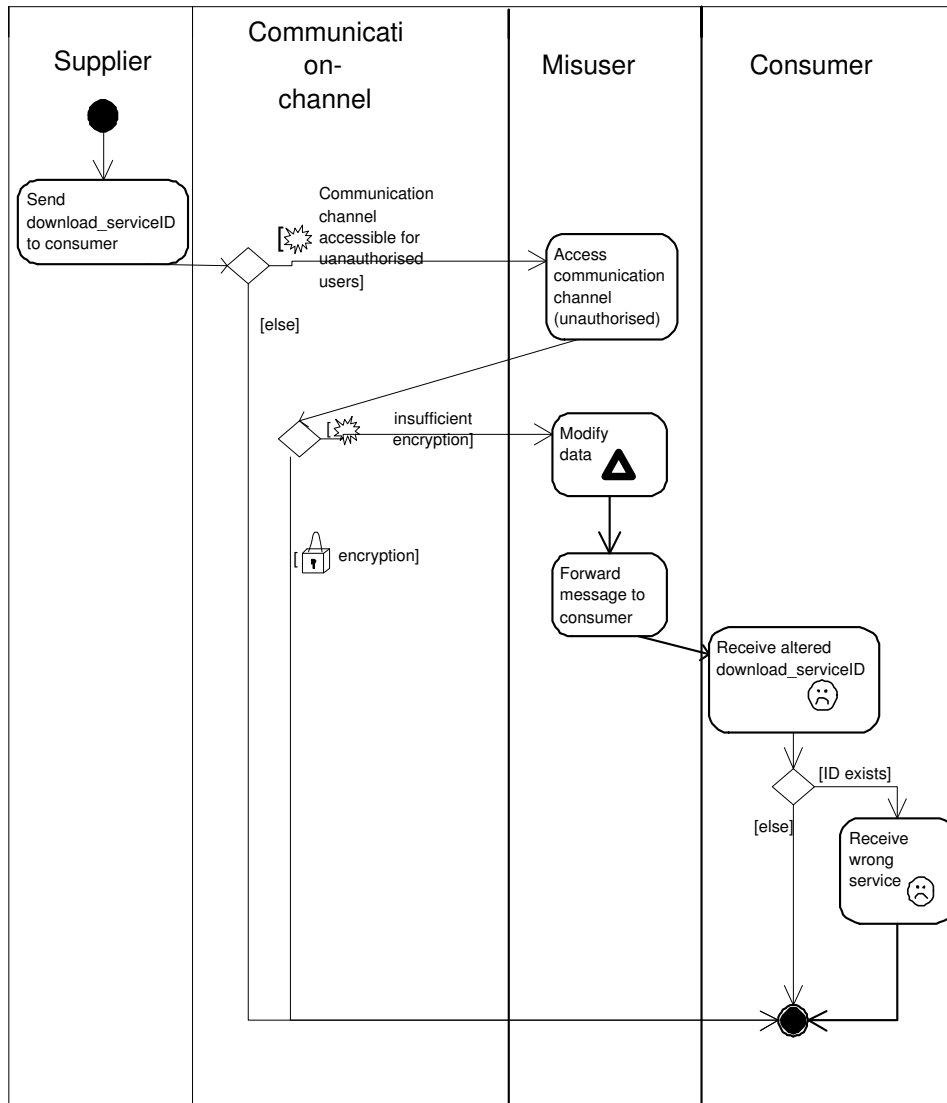 Supplier
Communicati
on-
channel
Misuser
Consumer
Send
download_serviceID
to consumer
[
Communication
channel
accessible for
uanauthorised
users]
Access
communication
channel
(unauthorised)
[else]
[
insufficient
encryption]
Modify
data
[
encryption]
Forward
message to
consumer
Receive altered
download_serviceID
[ID exists]
[else]
Receive
wrong
service